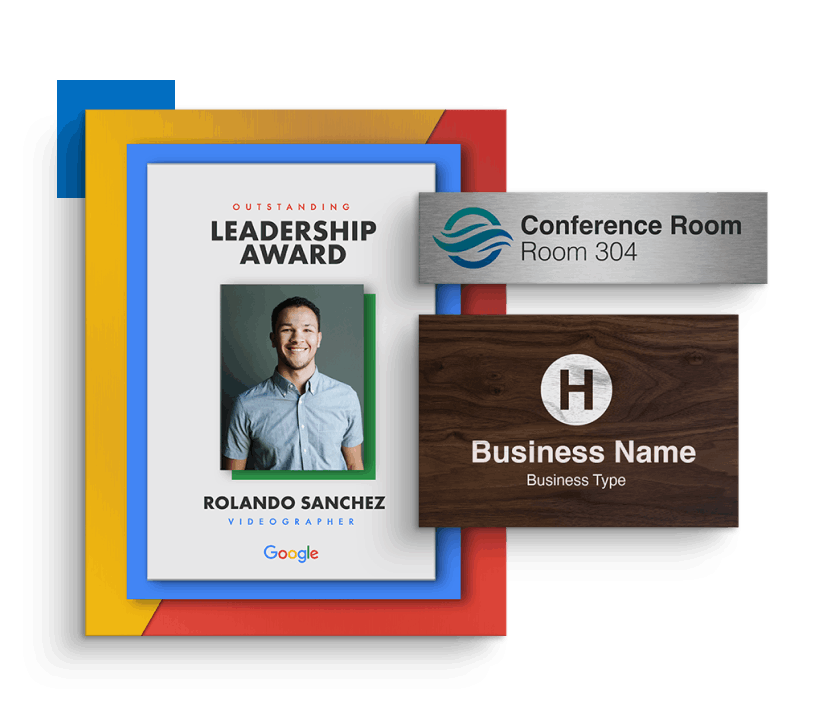 OUTSTANDING
LEADERSHIP
AWARD
ROLANDO SANCHEZ
VIDEOGRAPHER
Google
Conference Room
Room 304
H
Business Name
Business Type